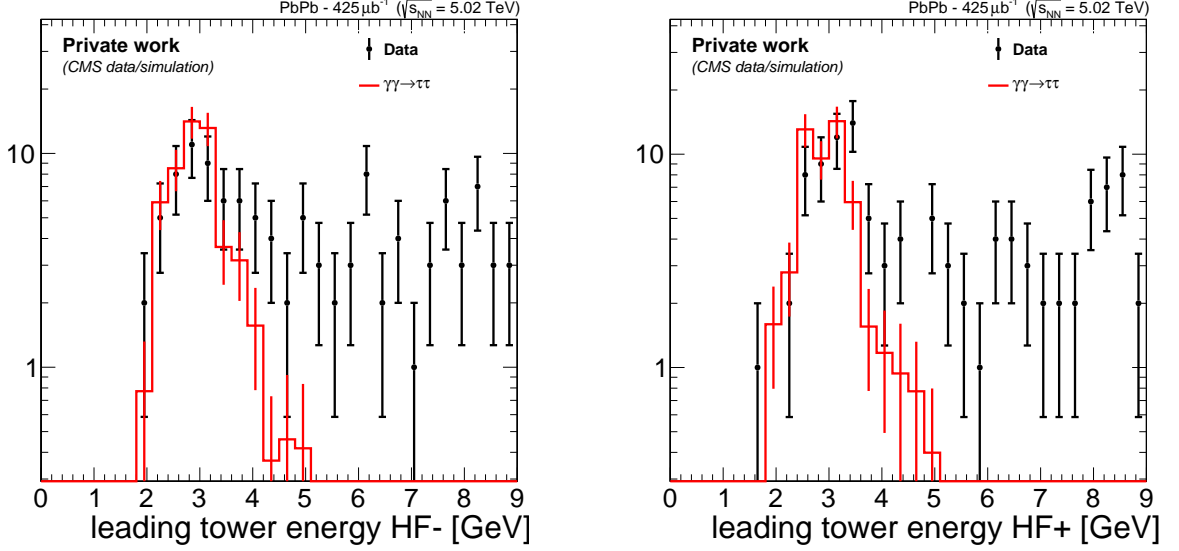 PbPb - 425 μb⁻¹ (√sNN = 5.02 TeV)
Private work
(CMS data/simulation)
Data
γγ→ττ
10
1
0 1 2 3 4 5 6 7 8 9
leading tower energy HF- [GeV]
PbPb - 425 μb⁻¹ (√sNN = 5.02 TeV)
Private work
(CMS data/simulation)
Data
γγ→ττ
10
1
0 1 2 3 4 5 6 7 8 9
leading tower energy HF+ [GeV]